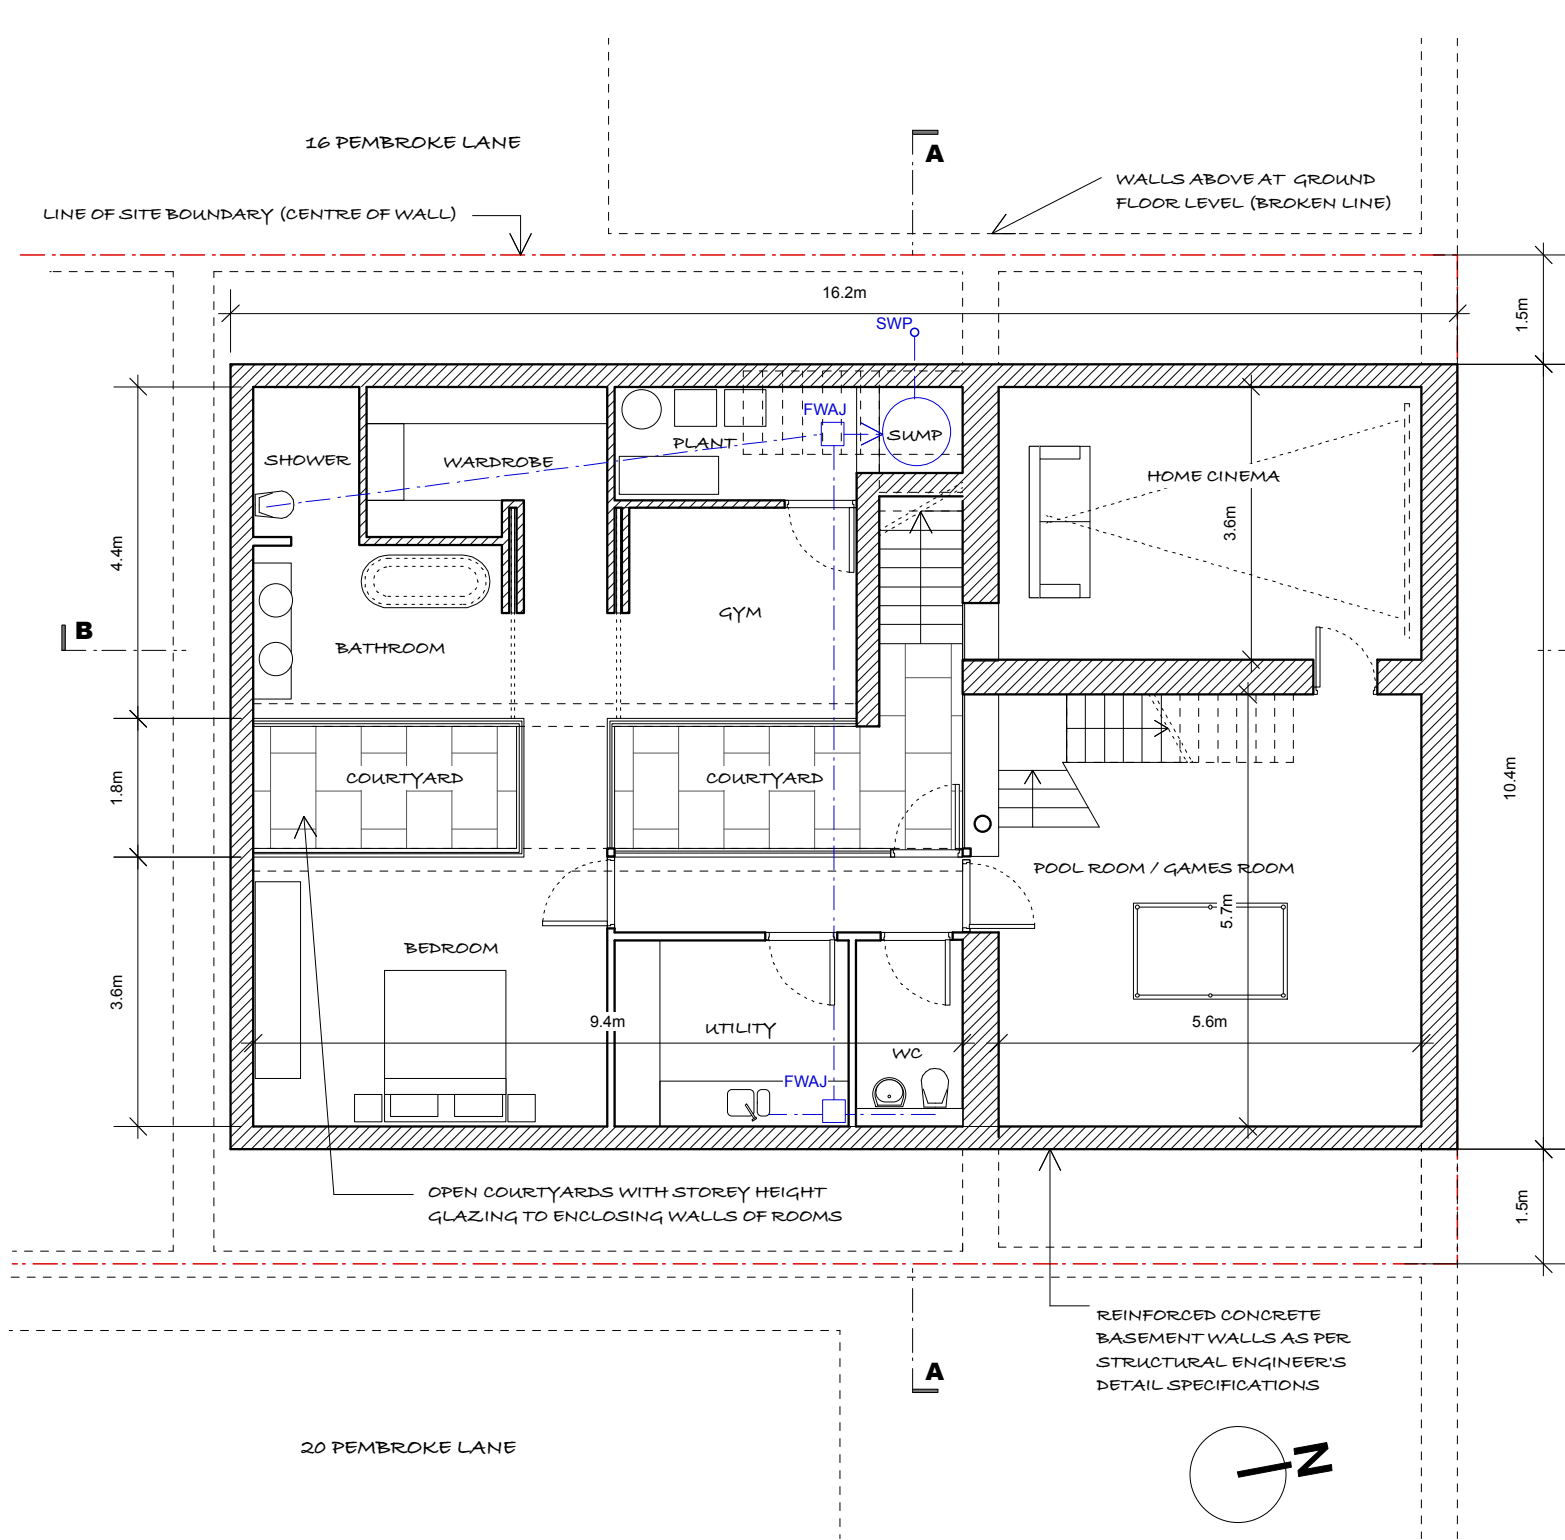 16 PEMBROKE LANE
A
WALLS ABOVE AT GROUND
FLOOR LEVEL (BROKEN LINE)
LINE OF SITE BOUNDARY (CENTRE OF WALL)
16.2m
1.5m
SWP
FWAJ
SUMP
PLANT
SHOWER
WARDROBE
HOME CINEMA
3.6m
4.4m
GYM
B
BATHROOM
COURTYARD
COURTYARD
1.8m
10.4m
POOL ROOM / GAMES ROOM
5.7m
BEDROOM
3.6m
9.4m
UTILITY
5.6m
WC
FWAJ
OPEN COURTYARDS WITH STOREY HEIGHT
GLAZING TO ENCLOSING WALLS OF ROOMS
1.5m
REINFORCED CONCRETE
BASEMENT WALLS AS PER
STRUCTURAL ENGINEER'S
DETAIL SPECIFICATIONS
A
20 PEMBROKE LANE
N